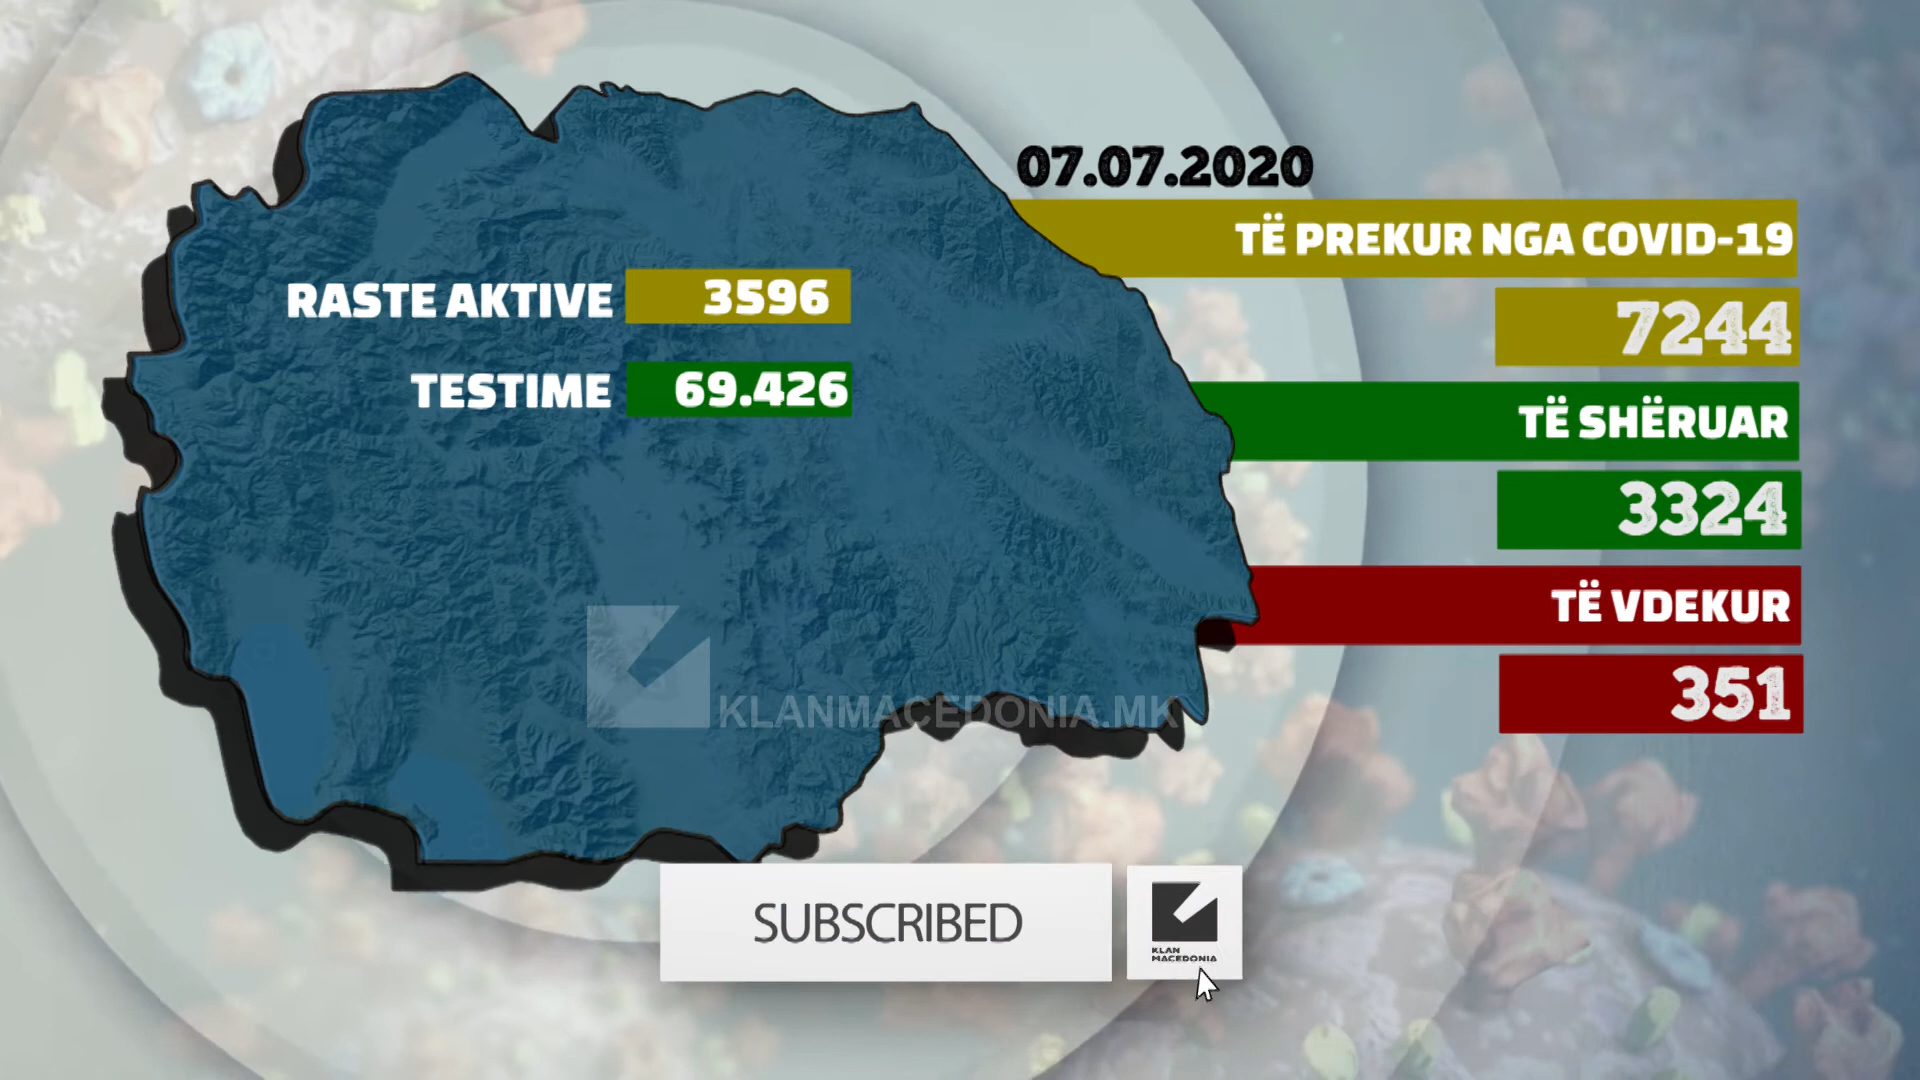 07.07.2020
TË PREKUR NGA COVID-19
7244
RASTE AKTIVE 3596
TESTIME 69.426
TË SHËRUAR
3324
TË VDEKUR
351
KLANMACEDONIA.MK
SUBSCRIBED
KLAN
MACEDONIA